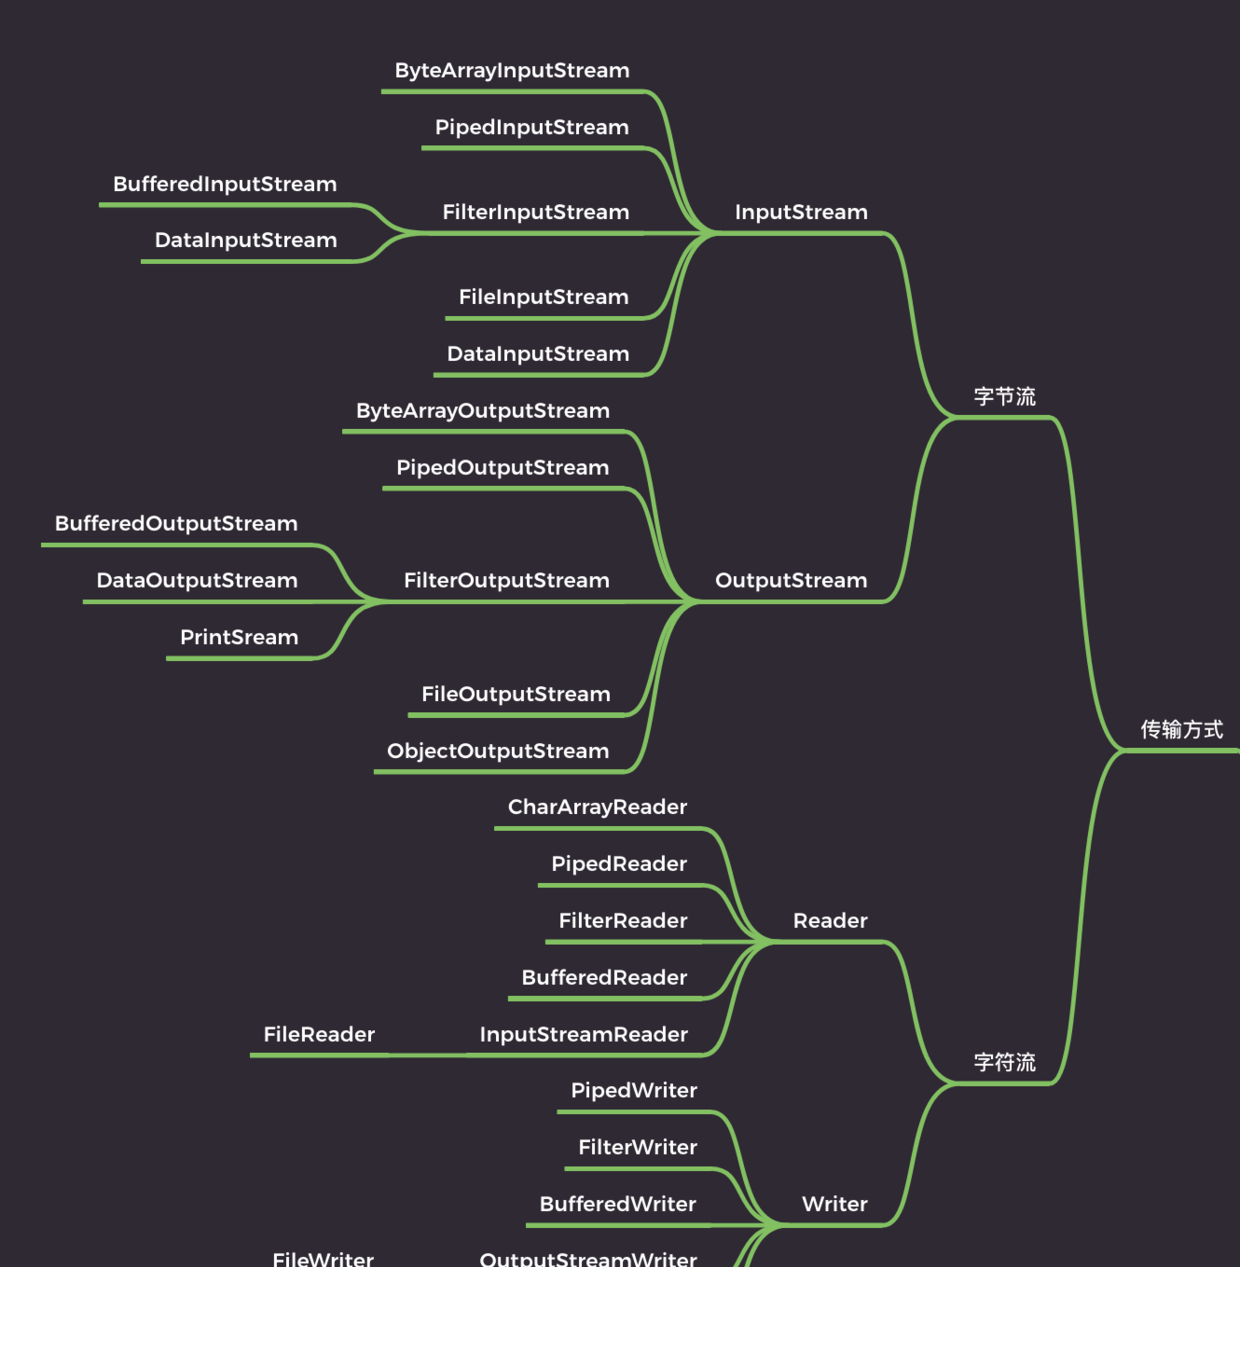 ByteArrayInputStream
PipedInputStream
BufferedInputStream
FilterInputStream
InputStream
DataInputStream
FileInputStream
DataInputStream
字节流
ByteArrayOutputStream
PipedOutputStream
BufferedOutputStream
DataOutputStream
FilterOutputStream
OutputStream
PrintSream
FileOutputStream
传输方式
ObjectOutputStream
CharArrayReader
PipedReader
FilterReader
Reader
BufferedReader
FileReader
InputStreamReader
字符流
PipedWriter
FilterWriter
BufferedWriter
Writer
FileWriter
OutputStreamWriter